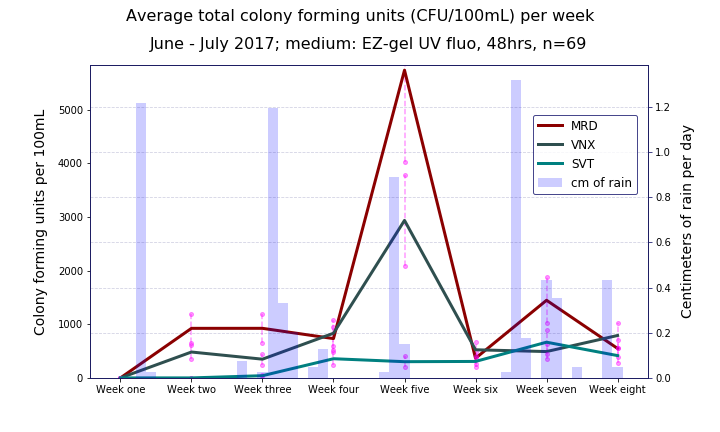 Average total colony forming units (CFU/100mL) per week
June - July 2017; medium: EZ-gel UV fluo, 48hrs, n=69
Colony forming units per 100mL
5000
4000
3000
2000
1000
0
MRD
VNX
SVT
cm of rain
1.2
1.0
0.8
0.6
0.4
0.2
0.0
Centimeters of rain per day
Week one Week two Week three Week four Week five Week six Week seven Week eight